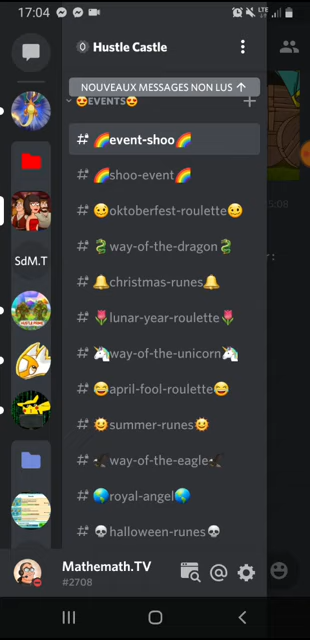 17:04
LTE
Hustle Castle
NOUVEAUX MESSAGES NON LUS ↑
😍EVENTS😍
🌈event-shoo🌈
🌈shoo-event🌈
5:08
🙂oktoberfest-roulette🙂
SdM.T
🐉way-of-the-dragon🐉
🔔christmas-runes🔔
🌷lunar-year-roulette🌷
🦄way-of-the-unicorn🦄
😄april-fool-roulette😄
🌞summer-runes🌞
🦅way-of-the-eagle🦅
🌎royal-angel🌎
💀halloween-runes💀
Mathemath.TV
#2708